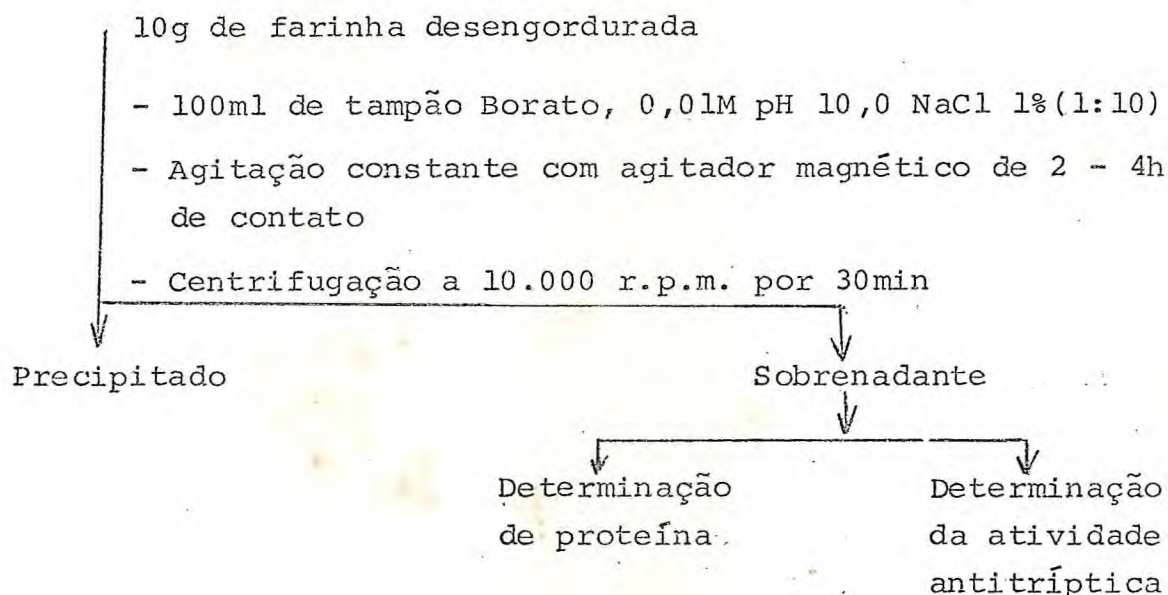 10g de farinha desengordurada
- 100ml de tampão Borato, 0,01M pH 10,0 NaCl 1%(1:10)
- Agitação constante com agitador magnético de 2 - 4h
de contato
- Centrifugação a 10.000 r.p.m. por 30min
Precipitado
Sobrenadante
Determinação
de proteína
Determinação
da atividade
antitríptica